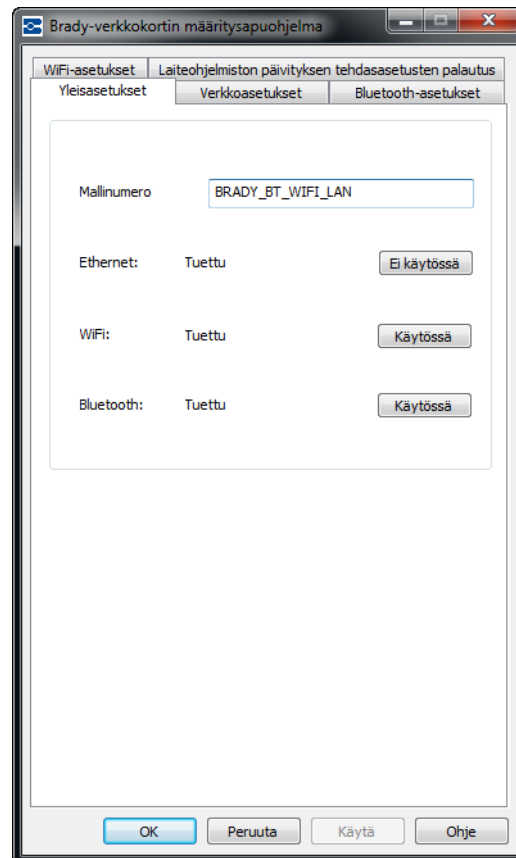 Brady-verkkokortin määritysapuohjelma
WiFi-asetukset Laiteohjelmiston päivityksen tehdasasetusten palautus
Yleisasetukset Verkkoasetukset Bluetooth-asetukset
Mallinumero BRADY_BT_WIFI_LAN
Ethernet: Tuettu Ei käytössä
WiFi: Tuettu Käytössä
Bluetooth: Tuettu Käytössä
OK Peruuta Käytä Ohje